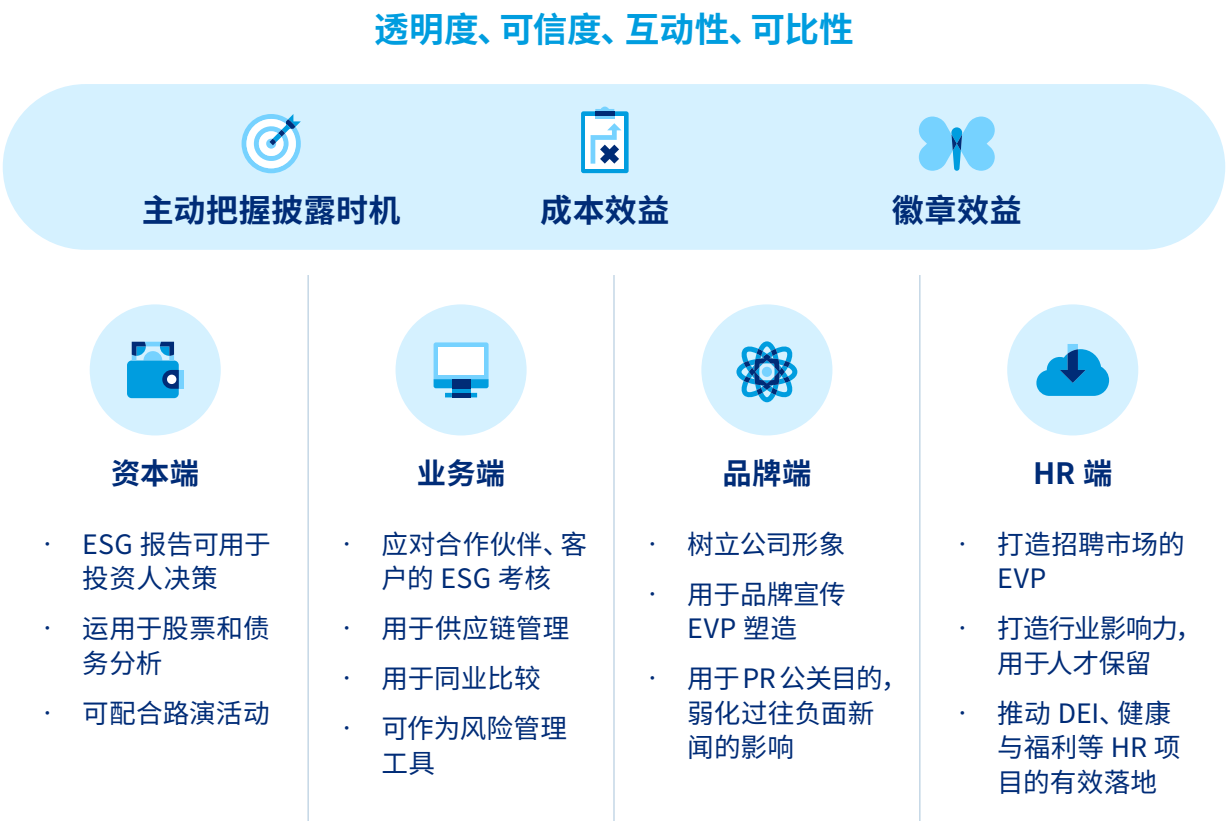 透明度、可信度、互动性、可比性
主动把握披露时机
成本效益
徽章效益
资本端
· ESG 报告可用于
投资人决策
· 运用于股票和债
务分析
· 可配合路演活动
业务端
· 应对合作伙伴、客
户的 ESG 考核
· 用于供应链管理
· 用于同业比较
· 可作为风险管理
工具
品牌端
· 树立公司形象
· 用于品牌宣传
EVP 塑造
· 用于 PR 公关目的，
弱化过往负面新
闻的影响
HR 端
· 打造招聘市场的
EVP
· 打造行业影响力，
用于人才保留
· 推动 DEI、健康
与福利等 HR 项
目的有效落地